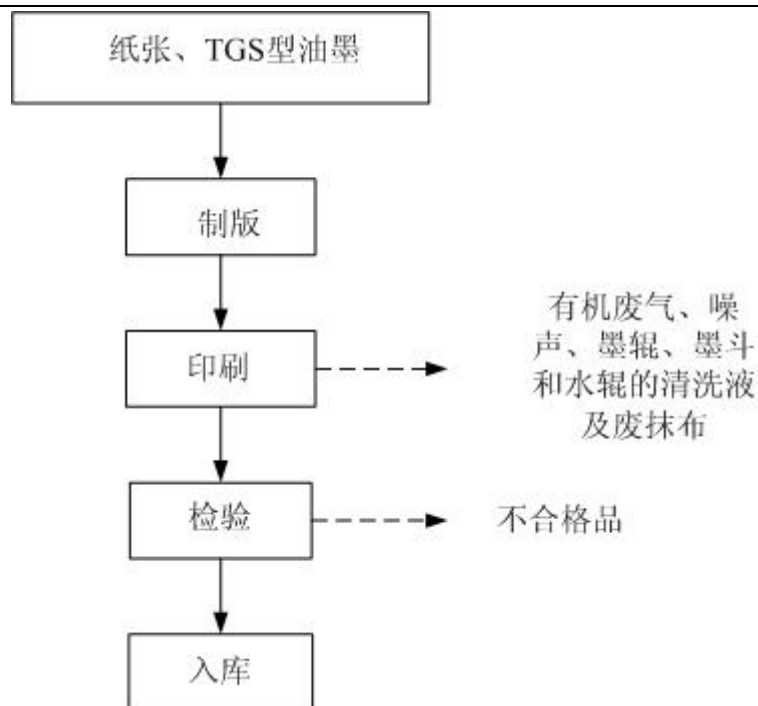 纸张、TGS型油墨
制版
印刷
有机废气、噪
声、墨辊、墨斗
和水辊的清洗液
及废抹布
检验
不合格品
入库